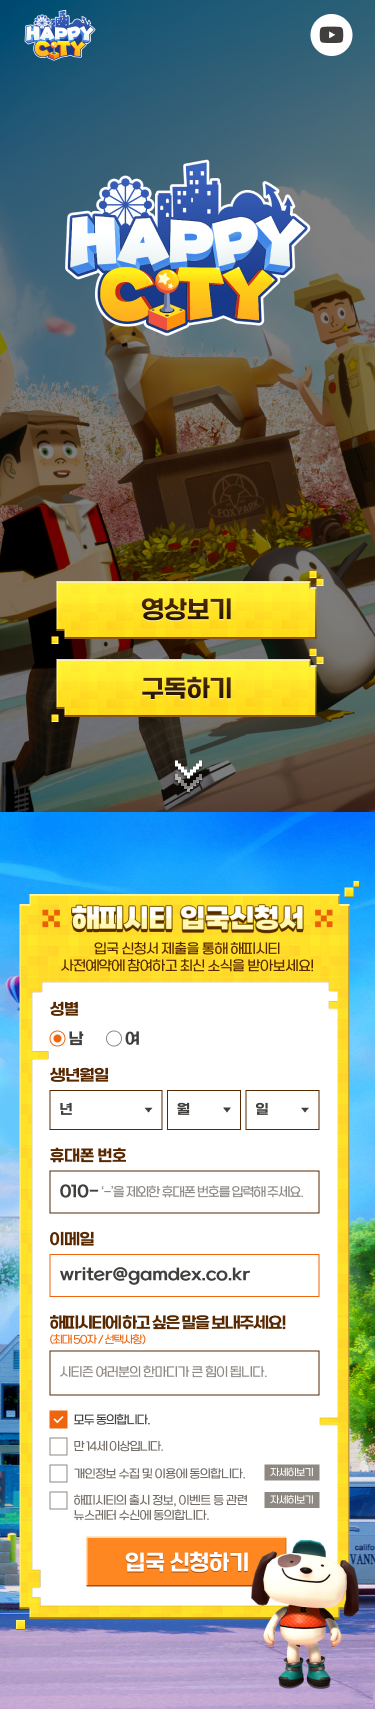 HAPPY
CITY
HAPPY
CITY
FOX PARK
영상보기
구독하기
해피시티 입국신청서
입국 신청서 제출을 통해 해피시티
사전예약에 참여하고 최신 소식을 받아보세요!
성별
남 여
생년월일
년 월 일
휴대폰 번호
010- '-'을 제외한 휴대폰 번호를 입력해 주세요.
이메일
writer@gamdex.co.kr
해피시티에 하고 싶은 말을 보내주세요!
(최대 50자 / 선택사항)
시티즌 여러분의 한마디가 큰 힘이 됩니다.
모두 동의합니다.
만 14세 이상입니다.
개인정보 수집 및 이용에 동의합니다. 자세히보기
해피시티의 출시 정보, 이벤트 등 관련 자세히보기
뉴스레터 수신에 동의합니다.
입국 신청하기